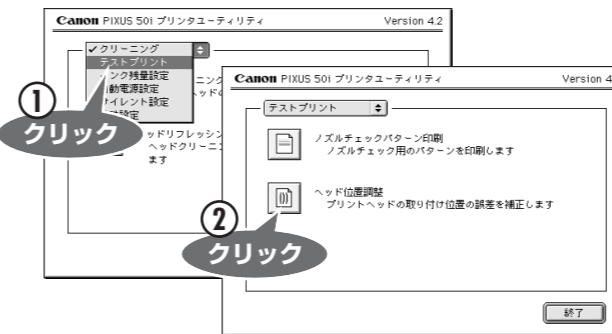 Canon PIXUS 50i プリンタユーティリティ Version 4.2
✓クリーニング
テストプリント
ンク残量設定
動電源設定
イレント設定
①
クリック
ッドリフレッシン
ヘッドクリーニ
ます
Canon PIXUS 50i プリンタユーティリティ Version 4
テストプリント
ノズルチェックパターン印刷
ノズルチェック用のパターンを印刷します
ヘッド位置調整
プリントヘッドの取り付け位置の誤差を補正します
②
クリック
終了